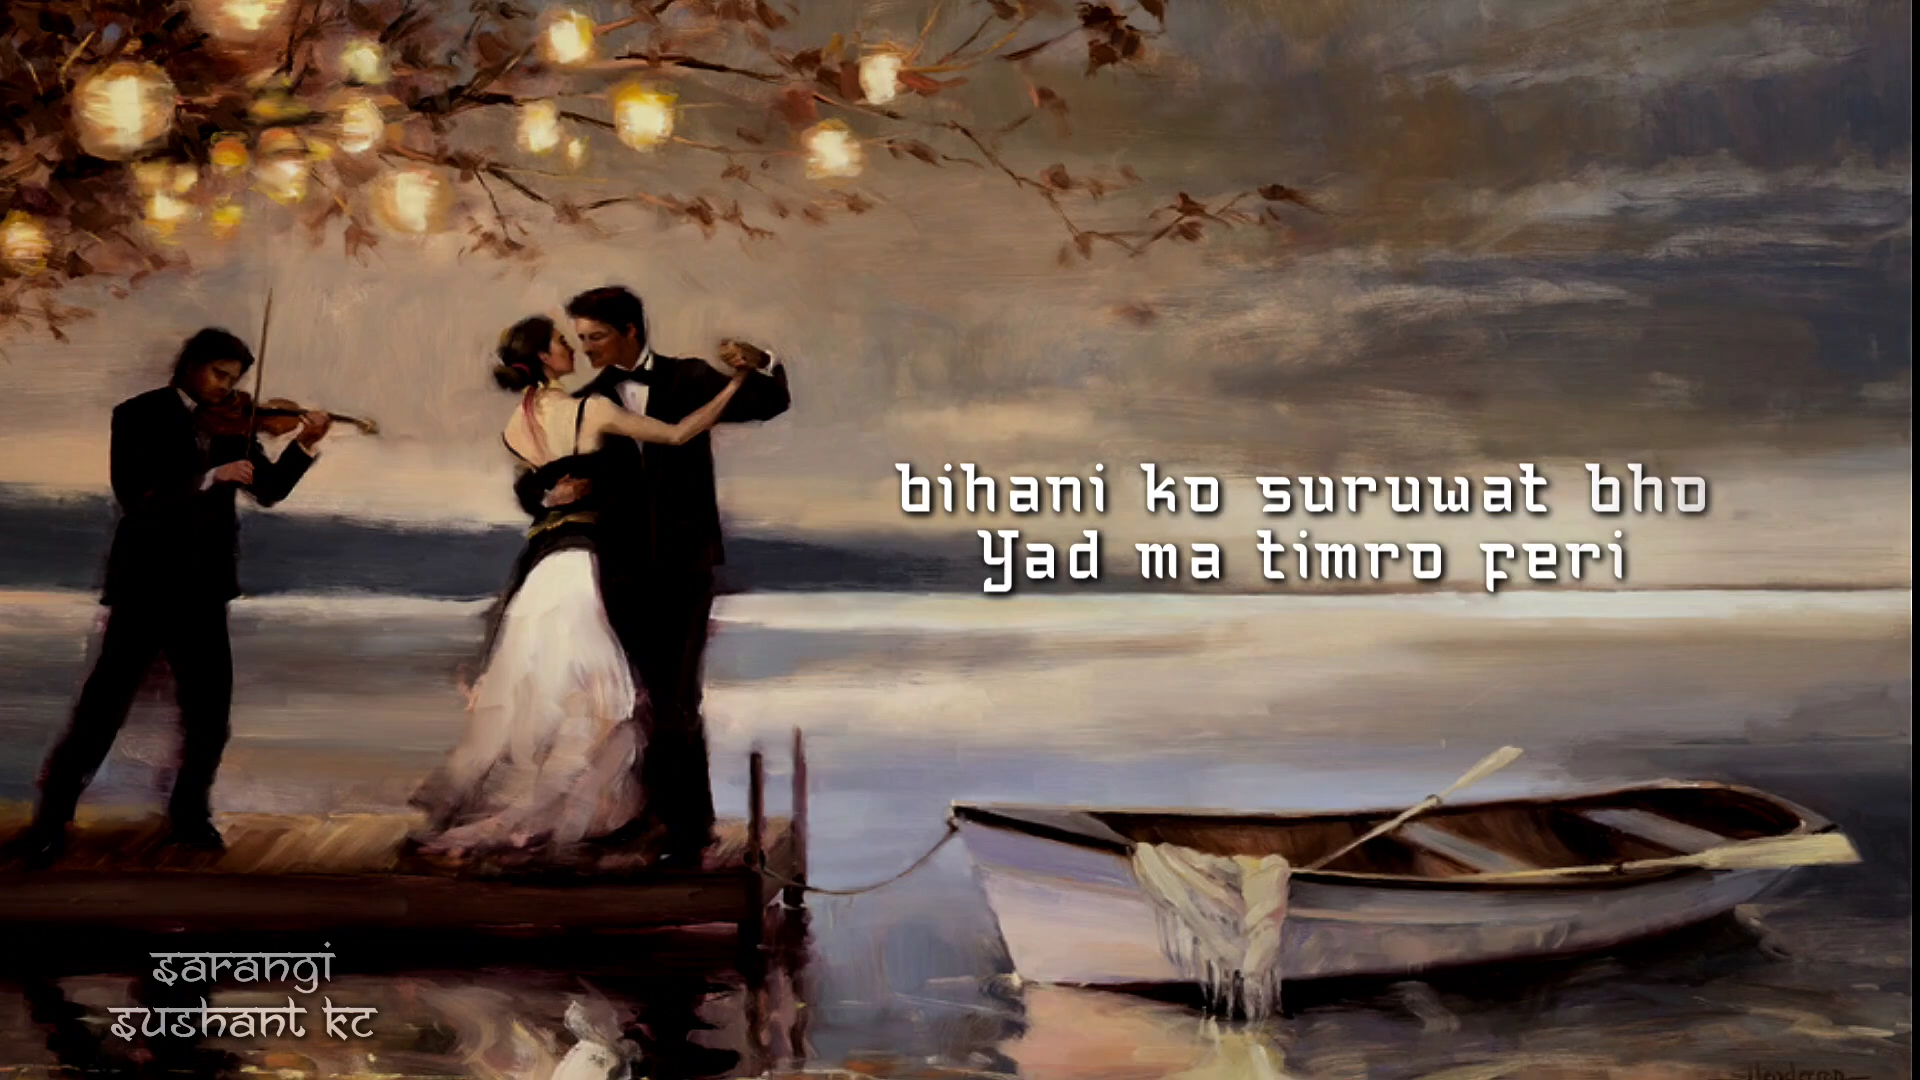 bihani ko suruwat bho
Yad ma timro feri
sarangi
sushant kc